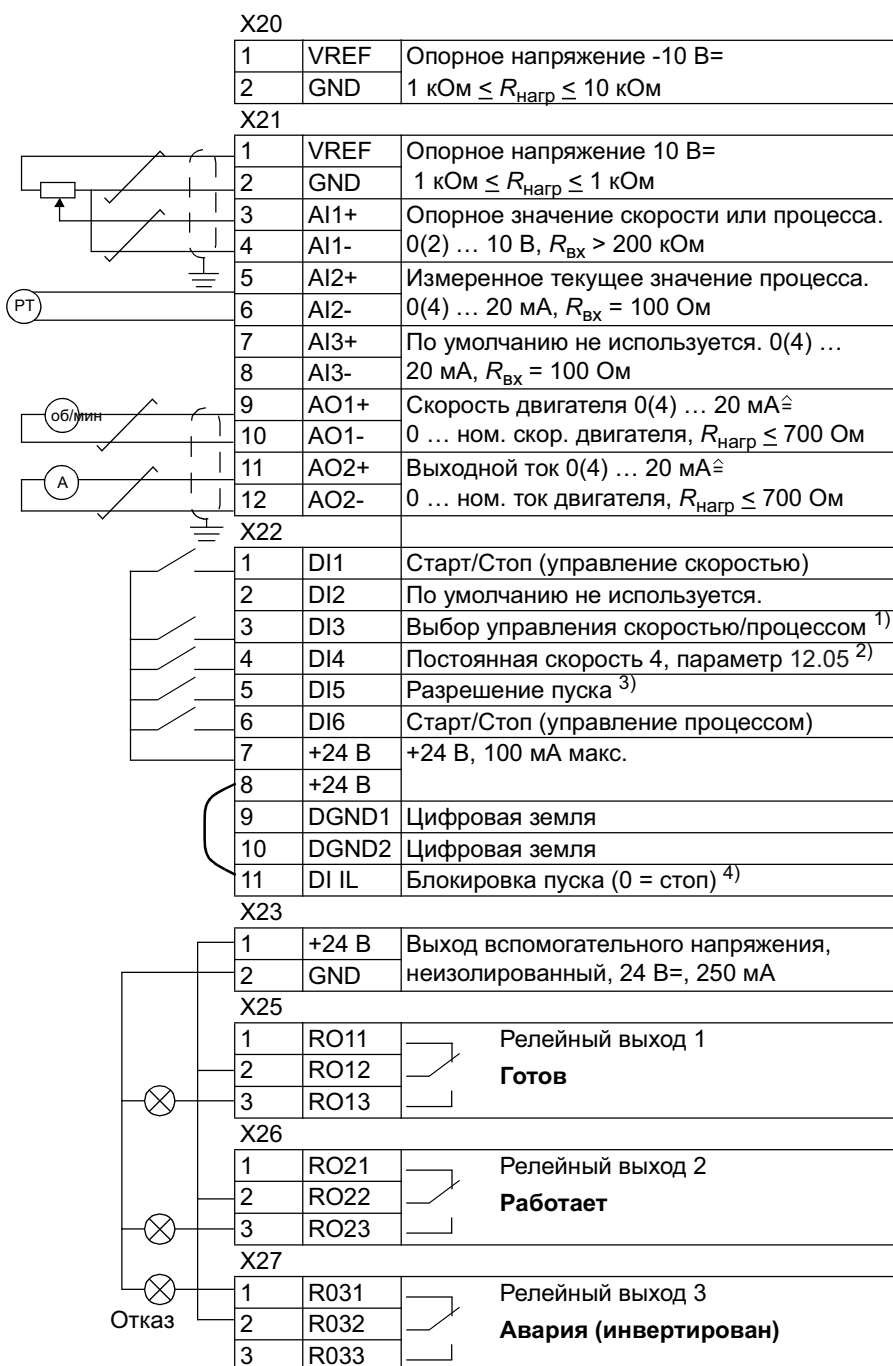 X20
1 VREF Опорное напряжение -10 В=
2 GND 1 кОм ≤ Rнагр ≤ 10 кОм
X21
1 VREF Опорное напряжение 10 В=
2 GND 1 кОм ≤ Rнагр ≤ 1 кОм
3 AI1+ Опорное значение скорости или процесса.
4 AI1- 0(2) … 10 В, Rвх > 200 кОм
5 AI2+ Измеренное текущее значение процесса.
PT
6 AI2- 0(4) … 20 мА, Rвх = 100 Ом
7 AI3+ По умолчанию не используется. 0(4) …
8 AI3- 20 мА, Rвх = 100 Ом
об/мин
9 AO1+ Скорость двигателя 0(4) … 20 мА≙
10 AO1- 0 … ном. скор. двигателя, Rнагр ≤ 700 Ом
A
11 AO2+ Выходной ток 0(4) … 20 мА≙
12 AO2- 0 … ном. ток двигателя, Rнагр ≤ 700 Ом
X22
1 DI1 Старт/Стоп (управление скоростью)
2 DI2 По умолчанию не используется.
3 DI3 Выбор управления скоростью/процессом 1)
4 DI4 Постоянная скорость 4, параметр 12.05 2)
5 DI5 Разрешение пуска 3)
6 DI6 Старт/Стоп (управление процессом)
7 +24 В +24 В, 100 мА макс.
8 +24 В
9 DGND1 Цифровая земля
10 DGND2 Цифровая земля
11 DI IL Блокировка пуска (0 = стоп) 4)
X23
1 +24 В Выход вспомогательного напряжения,
2 GND неизолированный, 24 В=, 250 мА
X25
1 RO11 Релейный выход 1
2 RO12 Готов
3 RO13
X26
1 RO21 Релейный выход 2
2 RO22 Работает
3 RO23
X27
1 R031 Релейный выход 3
Отказ
2 R032 Авария (инвертирован)
3 R033